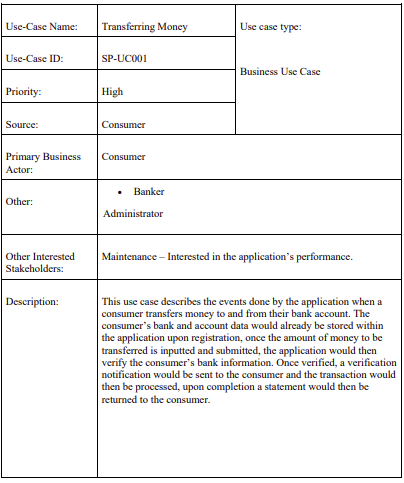 Use-Case Name: Transferring Money Use case type:
Use-Case ID: SP-UC001
Business Use Case
Priority: High
Source: Consumer
Primary Business Actor: Consumer
Other: • Banker
Administrator
Other Interested Stakeholders: Maintenance – Interested in the application’s performance.
Description: This use case describes the events done by the application when a
consumer transfers money to and from their bank account. The
consumer’s bank and account data would already be stored within
the application upon registration, once the amount of money to be
transferred is inputted and submitted, the application would then
verify the consumer’s bank information. Once verified, a verification
notification would be sent to the consumer and the transaction would
then be processed, upon completion a statement would then be
returned to the consumer.